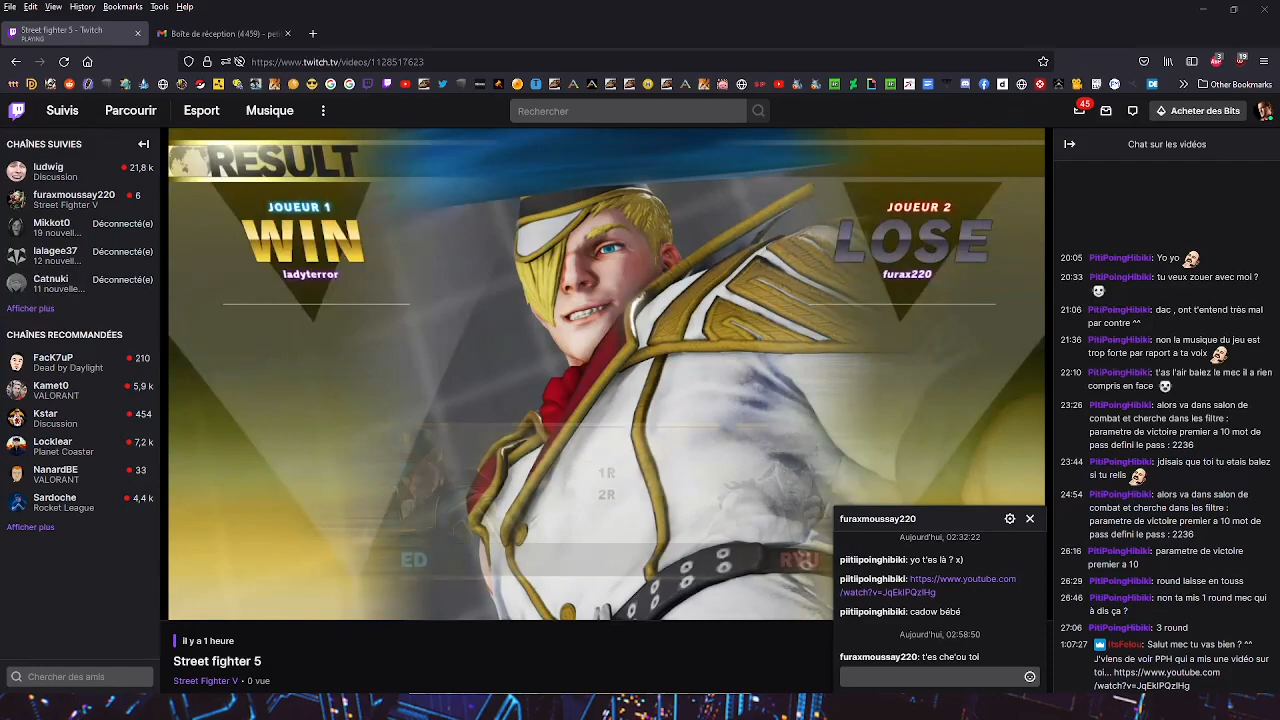 File Edit View History Bookmarks Tools Help
Street fighter 5 - Twitch
PLAYING
Boîte de réception (4459) - peti
https://www.twitch.tv/videos/1128517623
Other Bookmarks
Suivis Parcourir Esport Musique
Rechercher
45
Acheter des Bits
CHAÎNES SUIVIES
ludwig 21,8 k
Discussion
furaxmoussay220 6
Street Fighter V
Mikkot0 Déconnecté(e)
19 nouvell...
lalagee37 Déconnecté(e)
12 nouvelle...
Catnuki Déconnecté(e)
11 nouvelle...
Afficher plus
CHAÎNES RECOMMANDÉES
FacK7uP 210
Dead by Daylight
Kamet0 5,9 k
VALORANT
Kstar 454
Discussion
Locklear 7,2 k
Planet Coaster
NanardBE 33
VALORANT
Sardoche 4,4 k
Rocket League
Afficher plus
Chercher des amis
RESULT
JOUEUR 1
WIN
ladyterror
JOUEUR 2
LOSE
furax220
1R
2R
ED
RYU
il y a 1 heure
Street fighter 5
Street Fighter V • 0 vue
furaxmoussay220
Aujourd'hui, 02:32:22
piitiipoinghibiki: yo t'es là ? x)
piitiipoinghibiki: https://www.youtube.com
/watch?v=JqEkIPQzIHg
piitiipoinghibiki: cadow bébé
Aujourd'hui, 02:58:50
furaxmoussay220: t'es che'ou toi
Chat sur les vidéos
20:05 PitiPoingHibiki: Yo yo
20:33 PitiPoingHibiki: tu veux zouer avec moi ?
21:06 PitiPoingHibiki: dac , ont t'entend très mal
par contre ^^
21:36 PitiPoingHibiki: non la musique du jeu est
trop forte par raport a ta voix
22:10 PitiPoingHibiki: t'as l'air balez le mec il a rien
compris en face
23:26 PitiPoingHibiki: alors va dans salon de
combat et cherche dans les filtre :
parametre de victoire premier a 10 mot de
pass defini le pass : 2236
23:44 PitiPoingHibiki: jdisais que toi tu etais balez
si tu relis
24:54 PitiPoingHibiki: alors va dans salon de
combat et cherche dans les filtre :
parametre de victoire premier a 10 mot de
pass defini le pass : 2236
26:16 PitiPoingHibiki: parametre de victoire
premier a 10
26:29 PitiPoingHibiki: round laisse en touss
26:46 PitiPoingHibiki: non ta mis 1 round mec qui
à dis ça ?
27:06 PitiPoingHibiki: 3 round
1:07:27 ItsFeieu: Salut mec tu vas bien ? ^^
J'viens de voir PPH qui a mis une vidéo sur
toi... https://www.youtube.com
/watch?v=JqEkIPQzIHg